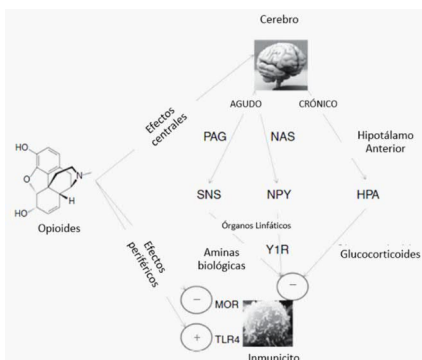 Cerebro
AGUDO
CRÓNICO
Efectos
centrales
PAG
NAS
Hipotálamo
Anterior
HO
N
O
H
HO
Opioides
SNS
NPY
HPA
Efectos
periféricos
Órganos Linfáticos
Aminas
biológicas
Y1R
Glucocorticoides
−
−
MOR
+
TLR4
Inmunicito